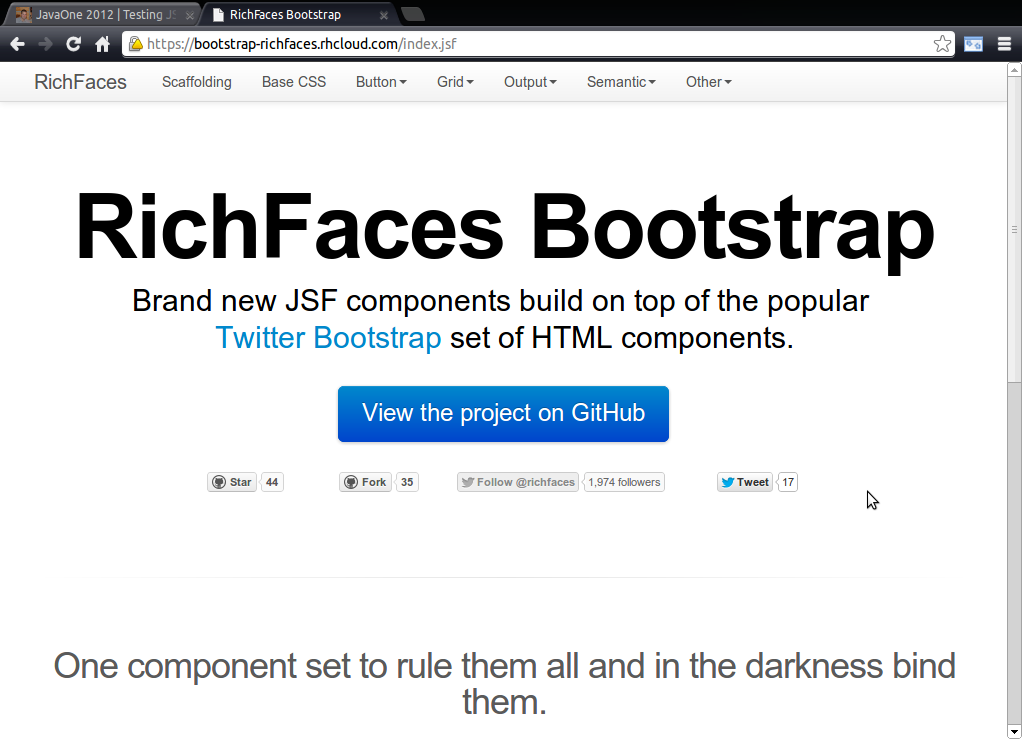 JavaOne 2012 | Testing JS
RichFaces Bootstrap
https://bootstrap-richfaces.rhcloud.com/index.jsf
RichFaces Scaffolding Base CSS Button Grid Output Semantic Other
RichFaces Bootstrap
Brand new JSF components build on top of the popular
Twitter Bootstrap set of HTML components.
View the project on GitHub
Star 44 Fork 35 Follow @richfaces 1,974 followers Tweet 17
One component set to rule them all and in the darkness bind
them.